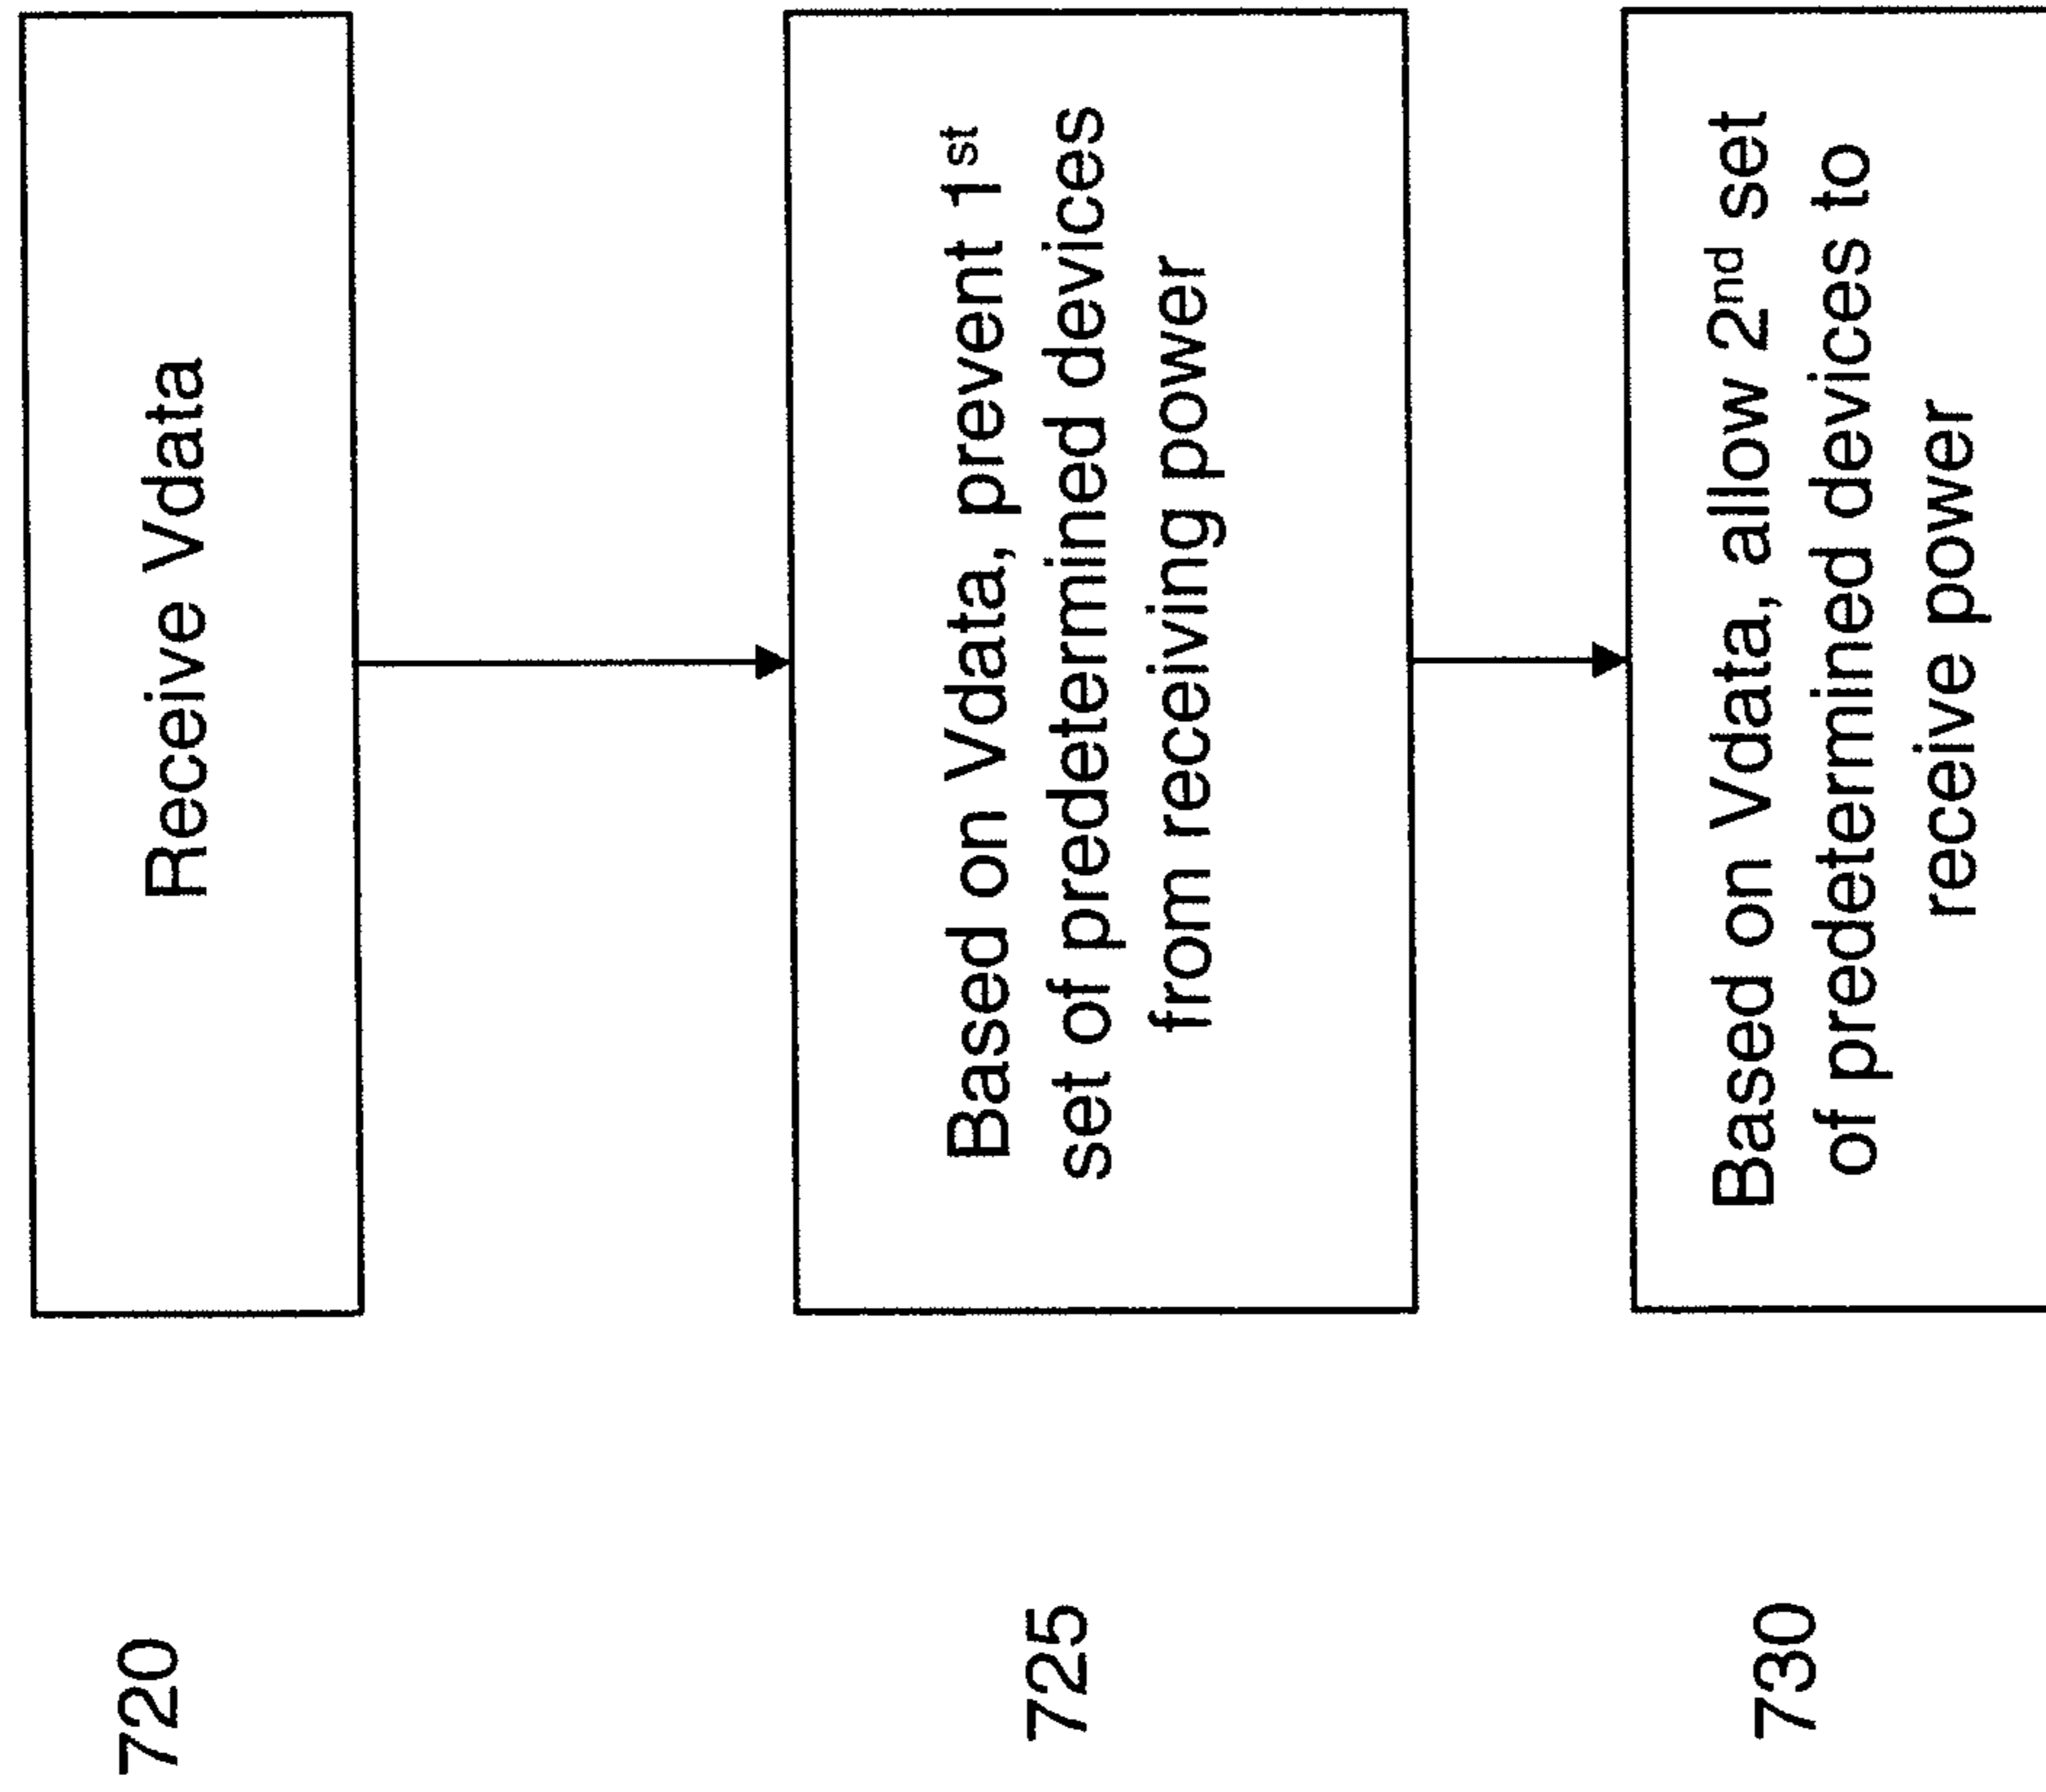 720
Receive Vdata
725
Based on Vdata, prevent 1st
set of predetermined devices
from receiving power
730
Based on Vdata, allow 2nd set
of predetermined devices to
receive power